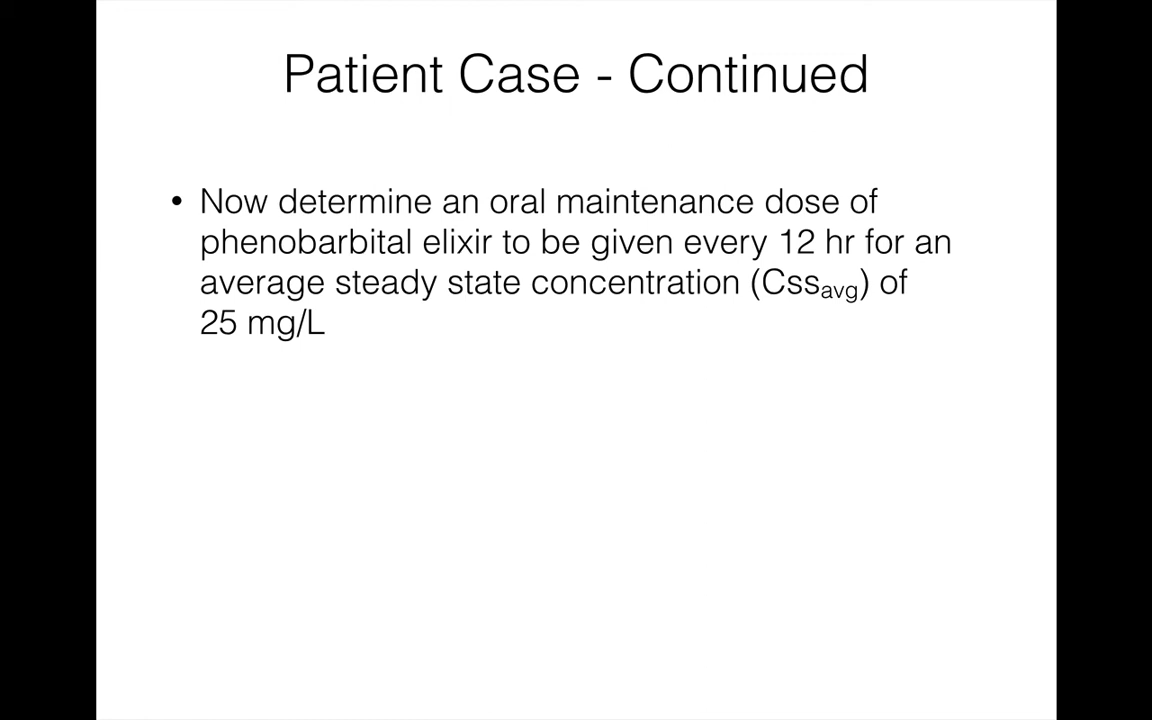 Patient Case - Continued
• Now determine an oral maintenance dose of
phenobarbital elixir to be given every 12 hr for an
average steady state concentration (Cssavg) of
25 mg/L